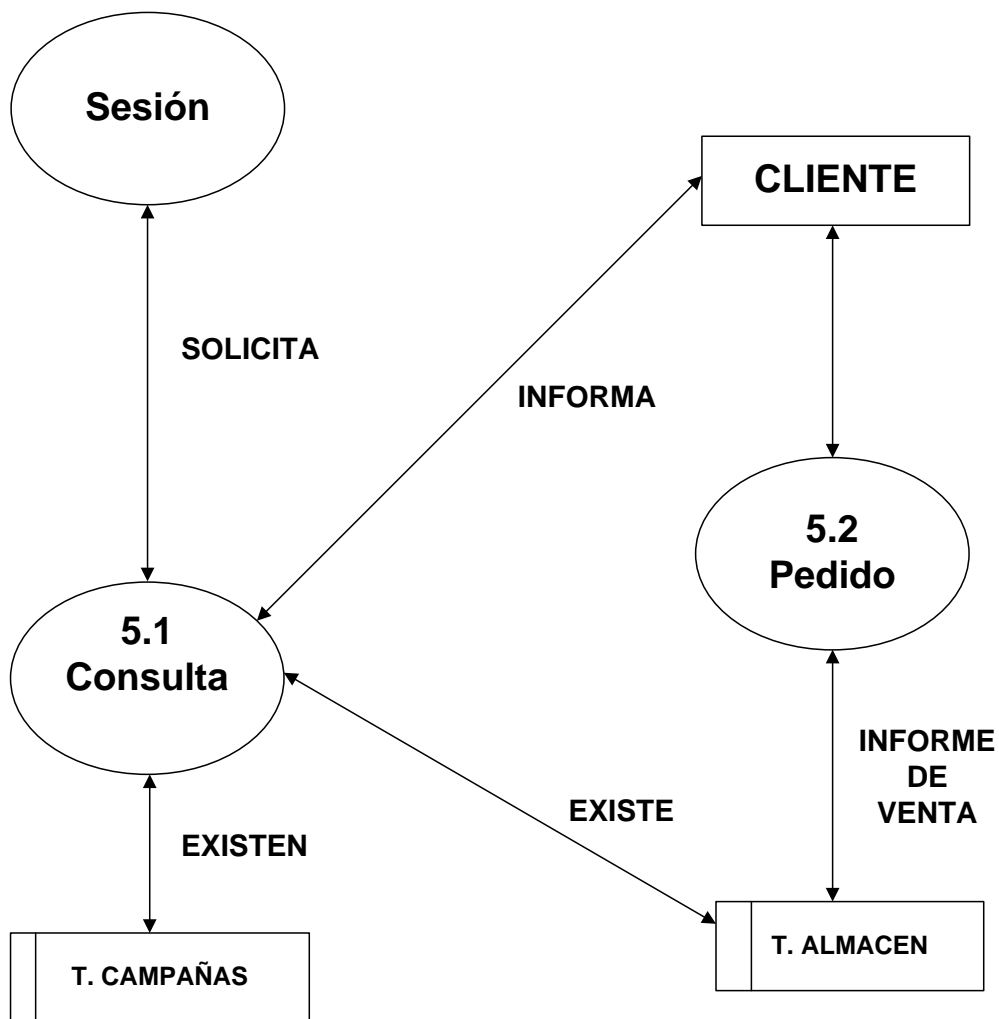 Sesión
CLIENTE
SOLICITA
INFORMA
5.2
Pedido
5.1
Consulta
INFORME
DE
VENTA
EXISTE
EXISTEN
T. ALMACEN
T. CAMPAÑAS